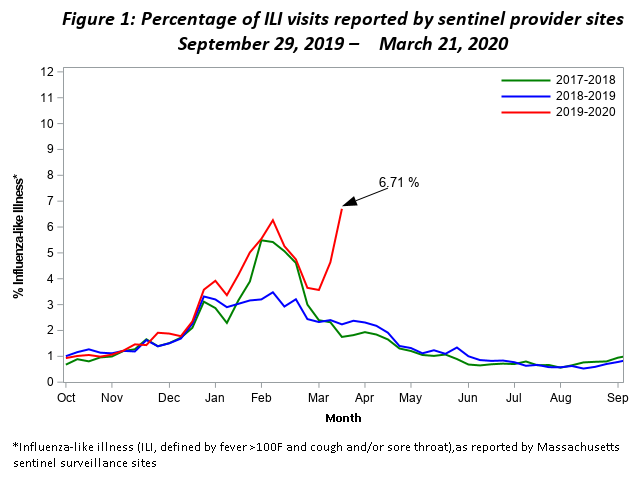 Figure 1: Percentage of ILI visits reported by sentinel provider sites
September 29, 2019 – March 21, 2020
12
11
10
9
8
7
6
5
4
3
2
1
0
% Influenza-like Illness*
2017-2018
2018-2019
2019-2020
6.71 %
Oct Nov Dec Jan Feb Mar Apr May Jun Jul Aug Sep
Month
*Influenza-like illness (ILI, defined by fever >100F and cough and/or sore throat),as reported by Massachusetts
sentinel surveillance sites